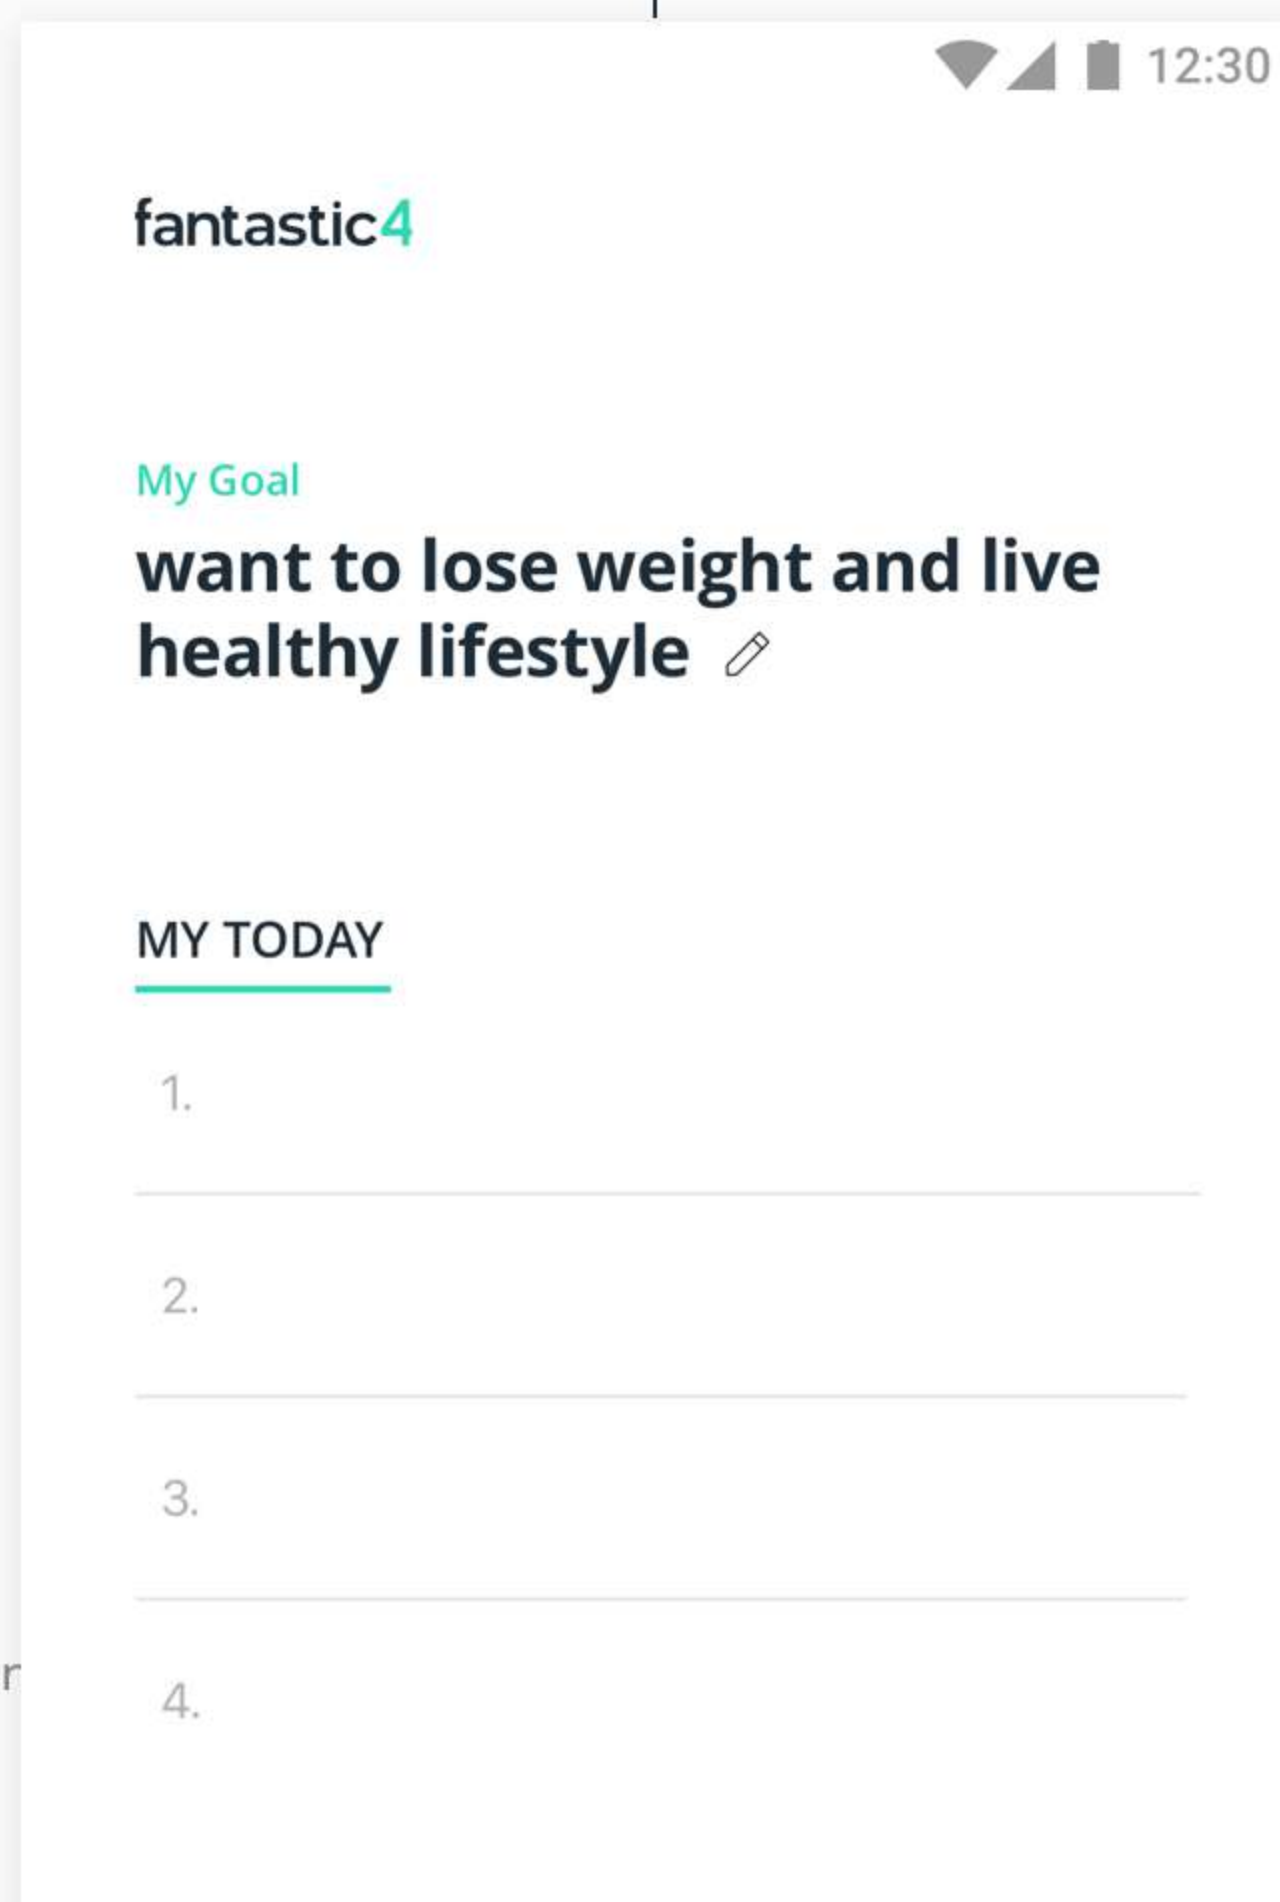 12:30
fantastic4
My Goal
want to lose weight and live
healthy lifestyle
MY TODAY
1.
2.
3.
4.